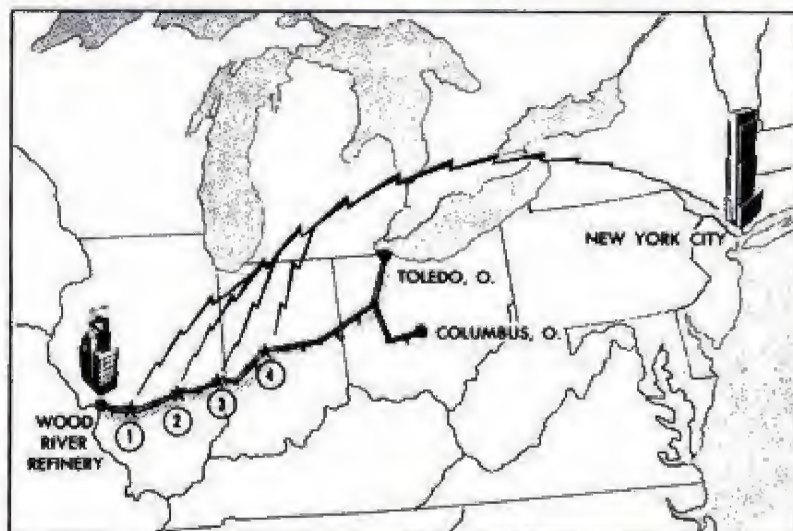 NEW YORK CITY
TOLEDO, O.
COLUMBUS, O.
WOOD
RIVER
REFINERY
1
2
3
4